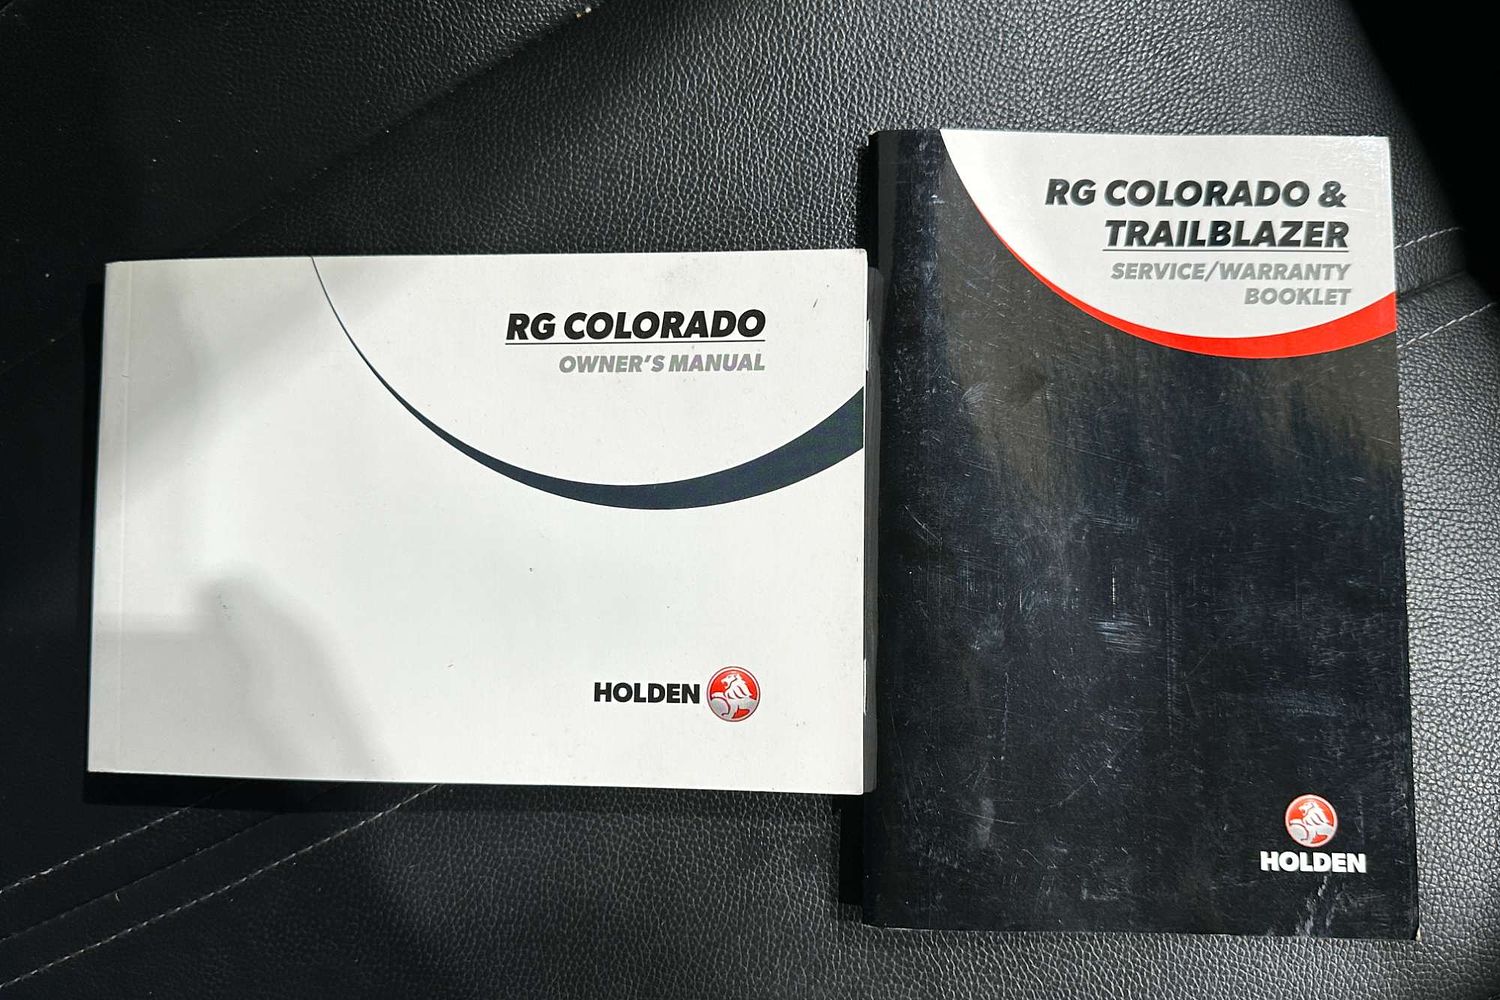 RG COLORADO
OWNER'S MANUAL
HOLDEN
RG COLORADO &
TRAILBLAZER
SERVICE/WARRANTY
BOOKLET
HOLDEN